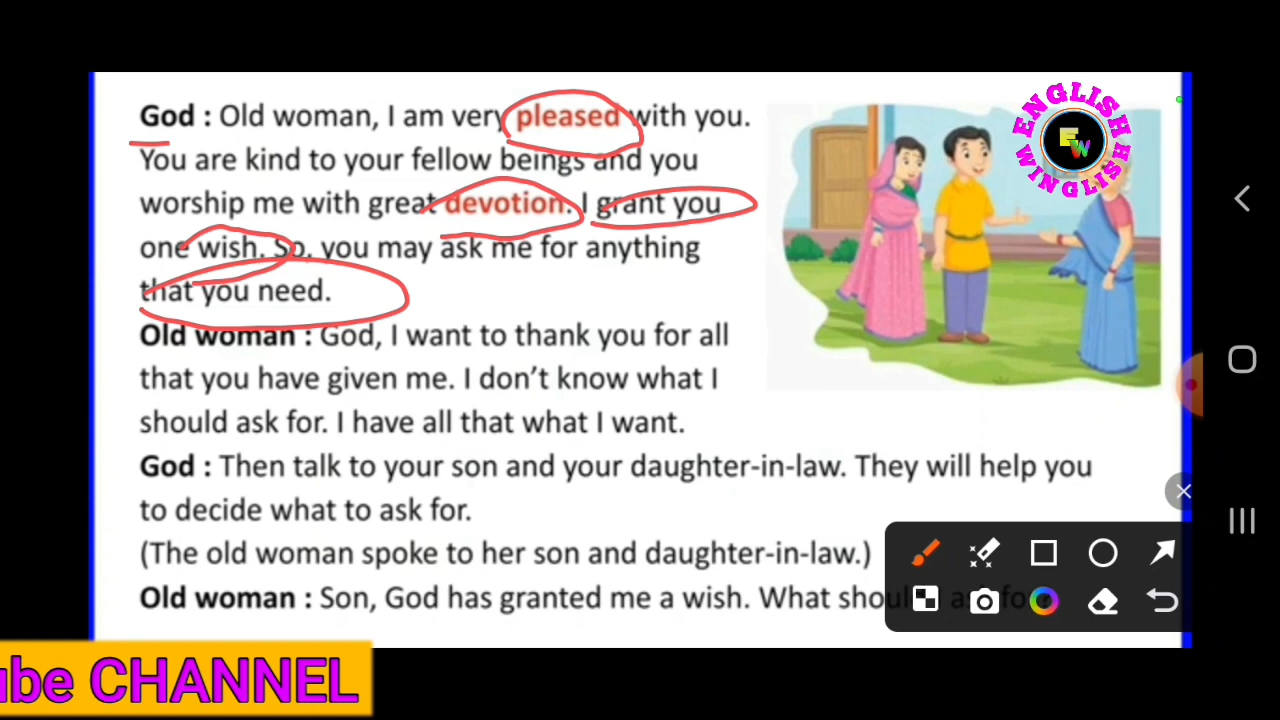 God : Old woman, I am very pleased with you.
You are kind to your fellow beings and you
worship me with great devotion. I grant you
one wish. So, you may ask me for anything
that you need.
Old woman : God, I want to thank you for all
that you have given me. I don't know what I
should ask for. I have all that what I want.
God : Then talk to your son and your daughter-in-law. They will help you
to decide what to ask for.
(The old woman spoke to her son and daughter-in-law.)
Old woman : Son, God has granted me a wish. What
ENGLISH
EW
WINGLISH
CHANNEL